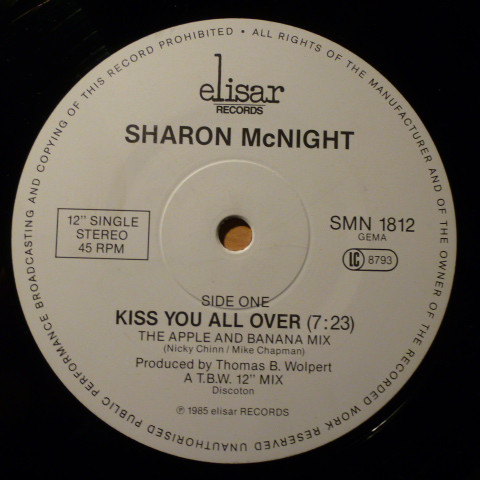 UNAUTHORISED PUBLIC PERFORMANCE BROADCASTING AND COPYING OF THIS RECORD PROHIBITED • ALL RIGHTS OF THE MANUFACTURER AND OF THE OWNER OF THE RECORDED WORK RESERVED
elisar
RECORDS
SHARON McNIGHT
12" SINGLE
STEREO
45 RPM
SMN 1812
GEMA
LC 8793
SIDE ONE
KISS YOU ALL OVER (7:23)
THE APPLE AND BANANA MIX
(Nicky Chinn / Mike Chapman)
Produced by Thomas B. Wolpert
A T.B.W. 12" MIX
Discoton
℗ 1985 elisar RECORDS